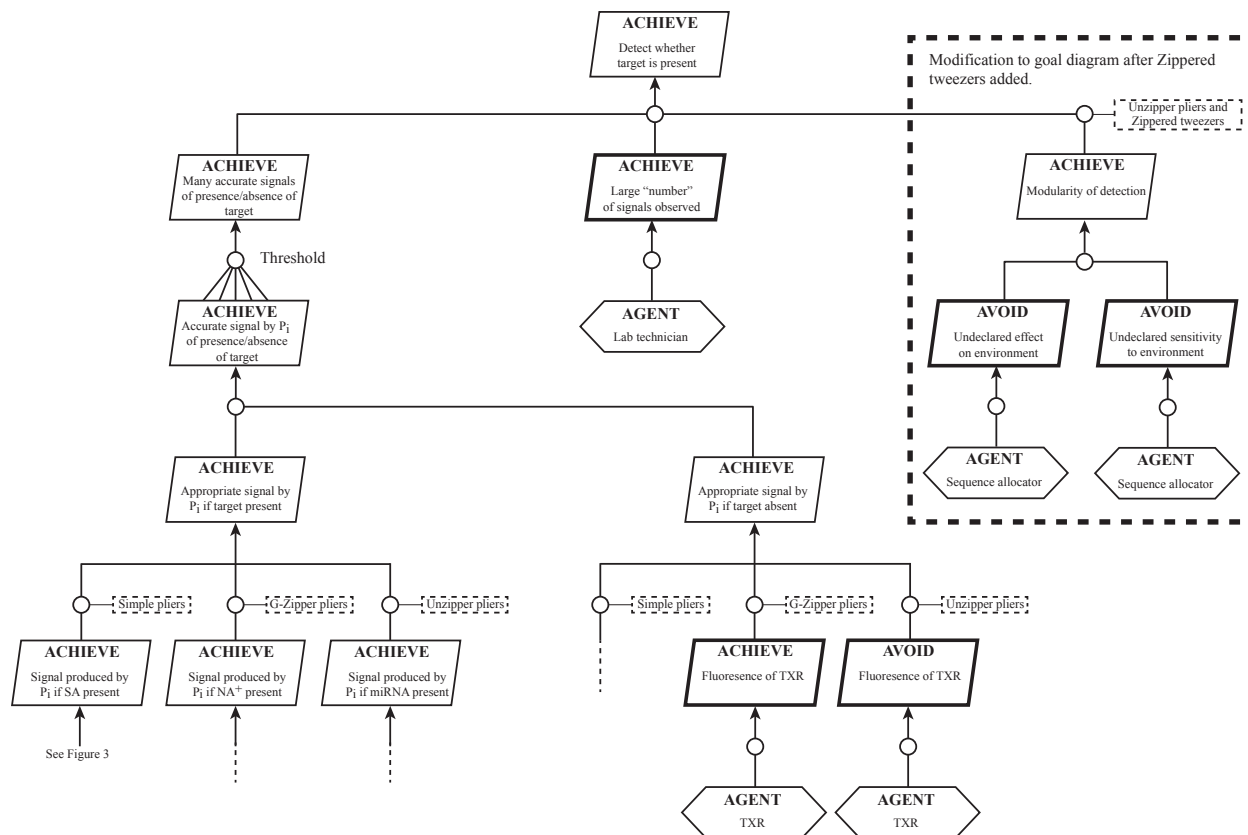 ACHIEVE
Detect whether
target is present
Modification to goal diagram after Zippered
tweezers added.
Unzipper pliers and
Zippered tweezers
ACHIEVE
Many accurate signals
of presence/absence of
target
ACHIEVE
Large “number”
of signals observed
ACHIEVE
Modularity of detection
Threshold
ACHIEVE
Accurate signal by Pi
of presence/absence
of target
AGENT
Lab technician
AVOID
Undeclared effect
on environment
AVOID
Undeclared sensitivity
to environment
AGENT
Sequence allocator
AGENT
Sequence allocator
ACHIEVE
Appropriate signal by
Pi if target present
ACHIEVE
Appropriate signal by
Pi if target absent
Simple pliers
G-Zipper pliers
Unzipper pliers
Simple pliers
G-Zipper pliers
Unzipper pliers
ACHIEVE
Signal produced by
Pi if SA present
ACHIEVE
Signal produced by
Pi if NA+ present
ACHIEVE
Signal produced by
Pi if miRNA present
ACHIEVE
Fluoresence of TXR
AVOID
Fluoresence of TXR
See Figure 3
AGENT
TXR
AGENT
TXR